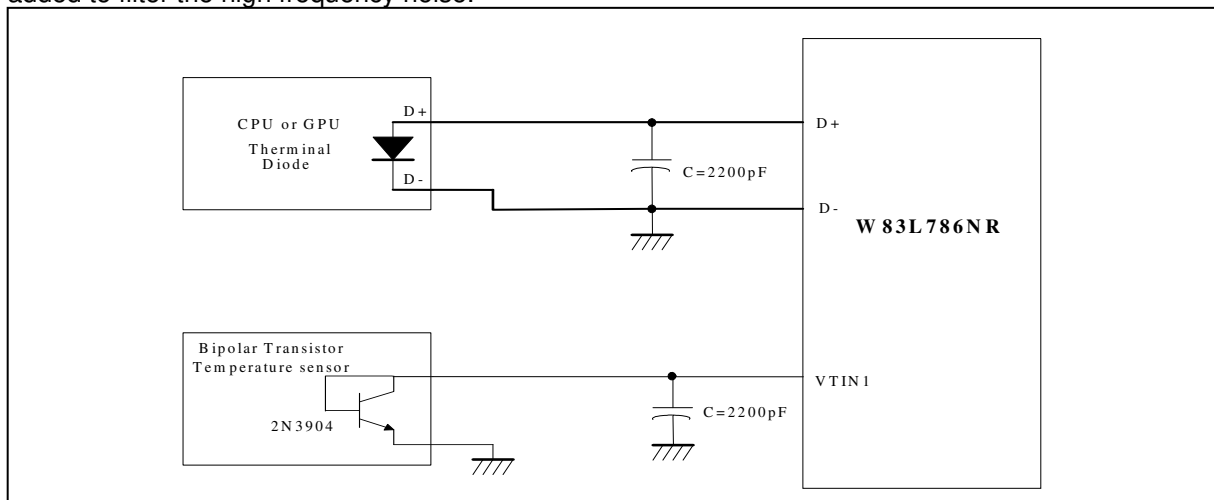 added to filter the high frequency noise.
CPU or GPU
Therminal
Diode
D+
D-
C=2200pF
D+
D-
W83L786NR
Bipolar Transistor
Temperature sensor
2N3904
C=2200pF
VTIN1